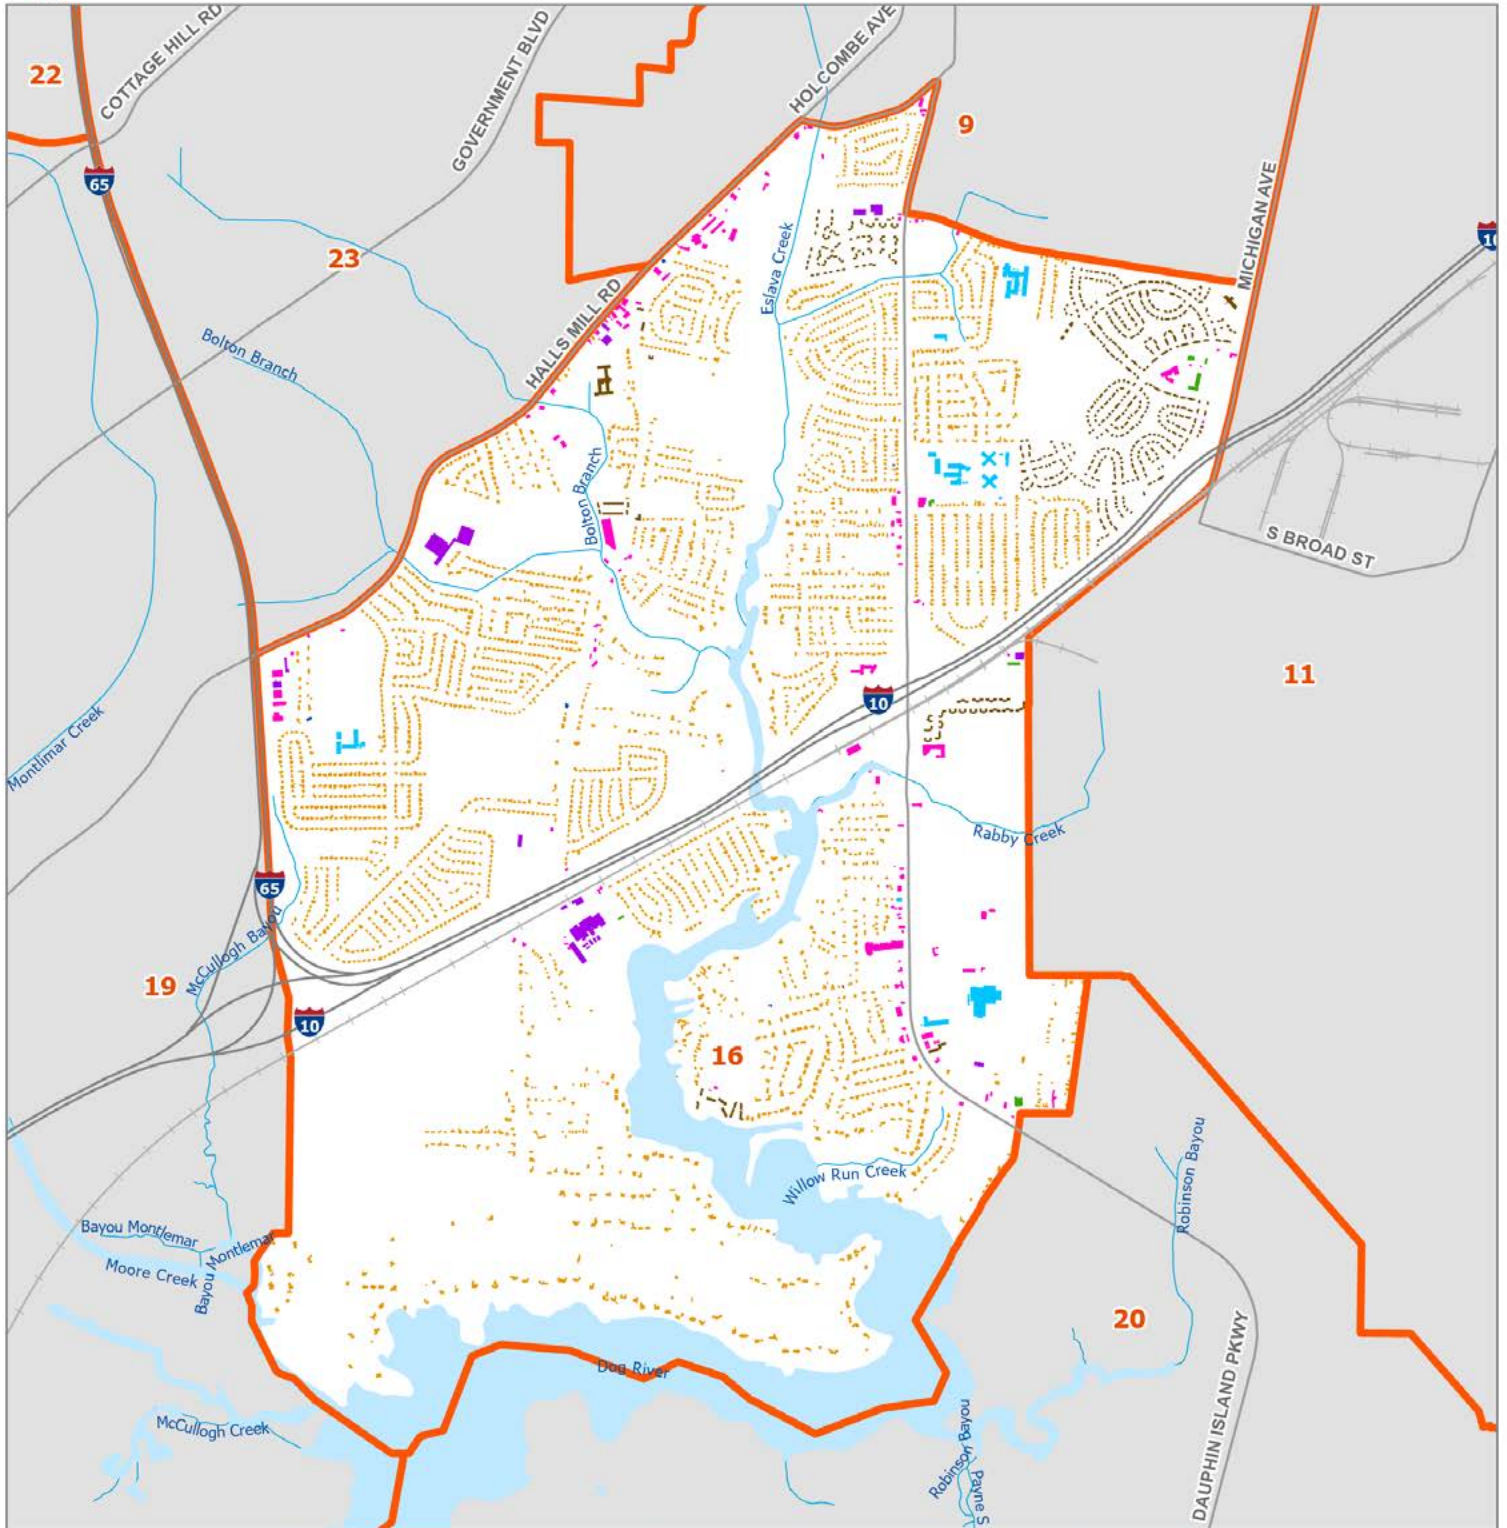 COTTAGE HILL RD
GOVERNMENT BLVD
HOLCOMBE AVE
22
9
65
MICHIGAN AVE
10
23
Eslava Creek
HALLS MILL RD
Bolton Branch
Bolton Branch
S BROAD ST
11
10
Montlimar Creek
Rabby Creek
65
McCullogh Bayou
19
10
16
Willow Run Creek
Robinson Bayou
Bayou Montlemar
Bayou Montlemar
Moore Creek
20
Dog River
DAUPHIN ISLAND PKWY
McCullogh Creek
Robinson Bayou
Payne S